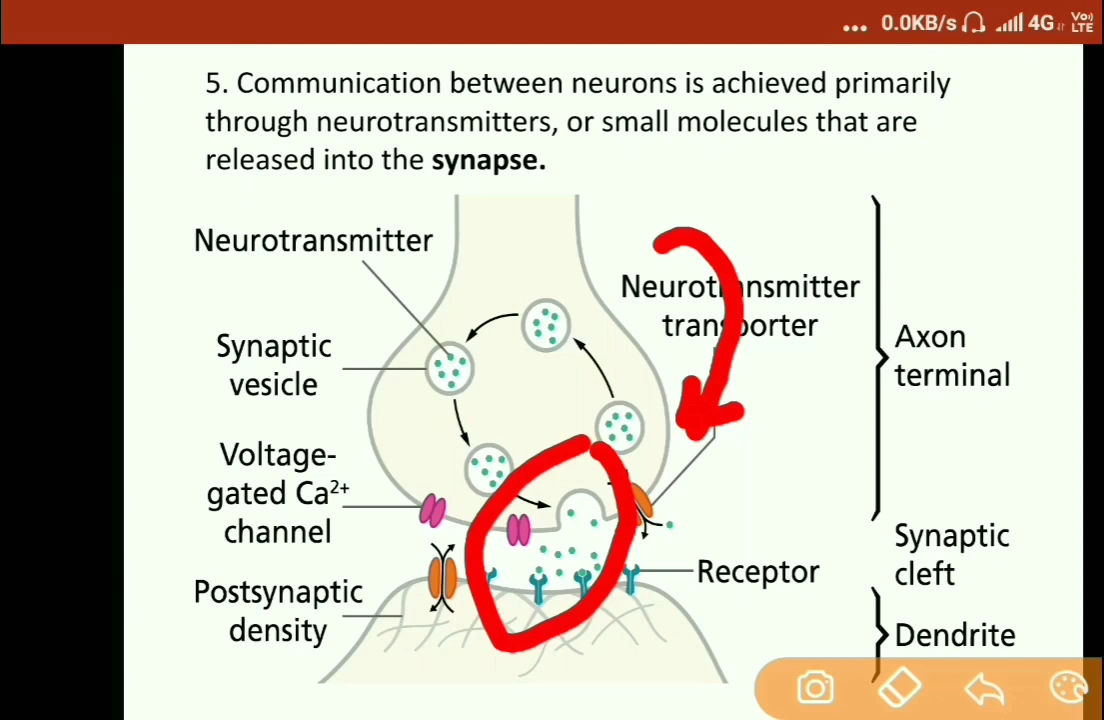 ... 0.0KB/s 4G Vo)) LTE
5. Communication between neurons is achieved primarily
through neurotransmitters, or small molecules that are
released into the synapse.
Neurotransmitter
Neurotransmitter
transporter
Synaptic
vesicle
Axon
terminal
Voltage-
gated Ca²⁺
channel
Synaptic
cleft
Receptor
Postsynaptic
density
Dendrite